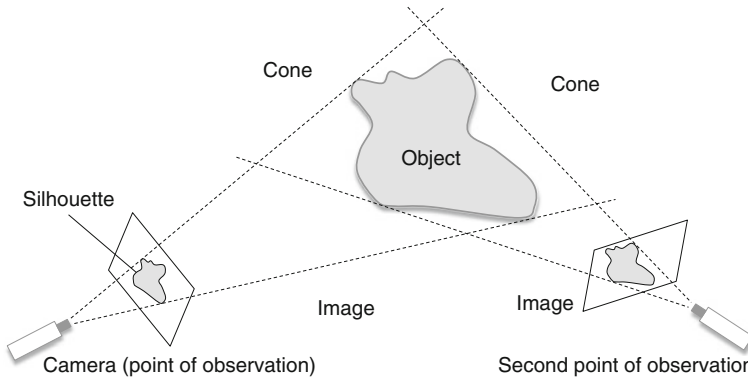 Cone
Cone
Object
Silhouette
Image
Image
Camera (point of observation)
Second point of observation